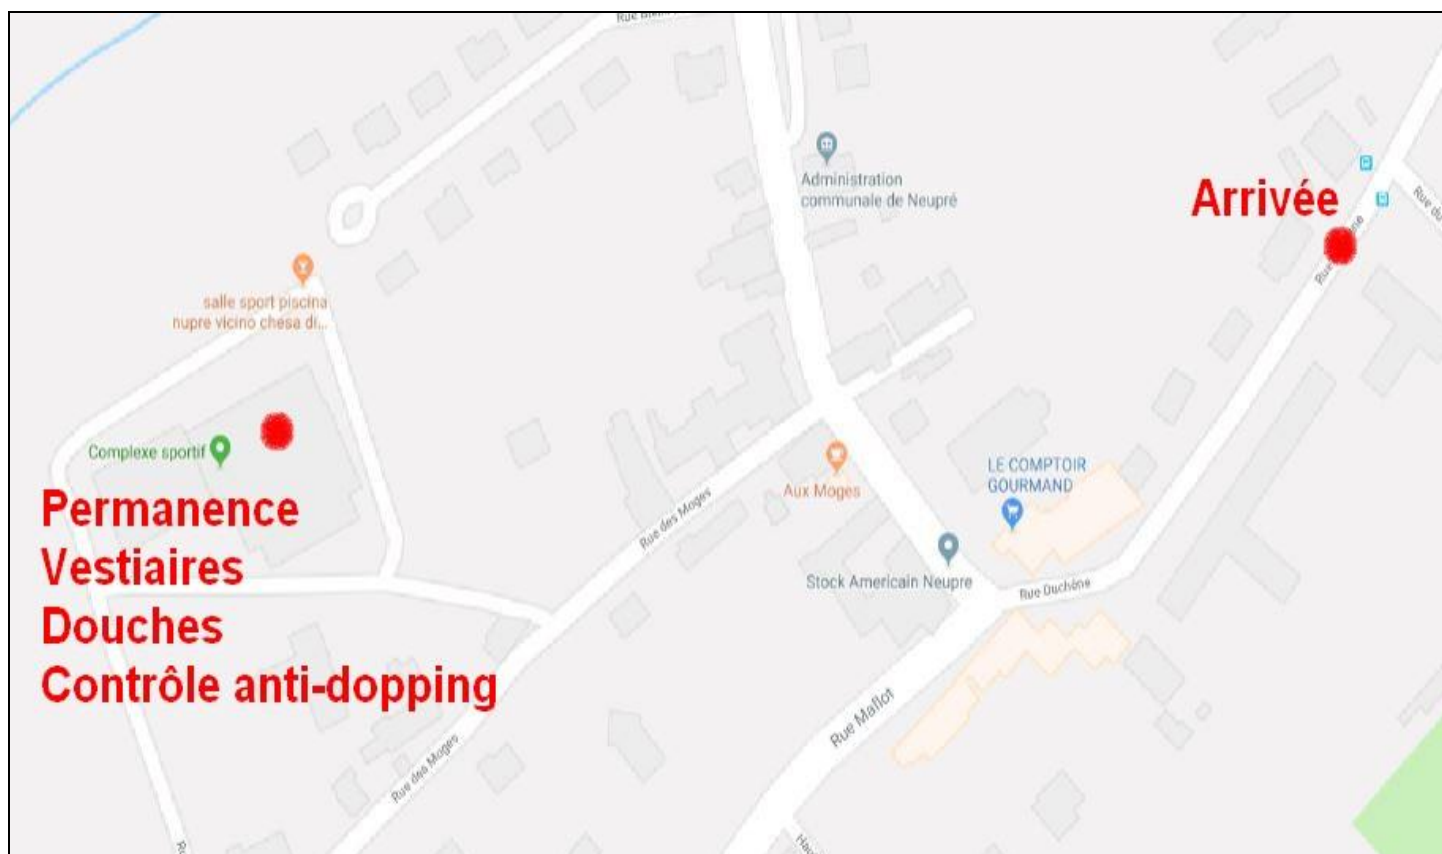 Administration
communale de Neupré
Arrivée
salle sport piscina
nupre vicino chesa di...
Complexe sportif
Permanence
Vestiaires
Douches
Contrôle anti-dopping
Rue des Moges
Aux Moges
LE COMPTOIR
GOURMAND
Stock Americain Neupre
Rue Duchêne
Rue Mallot
Rue des Moges
Rue du